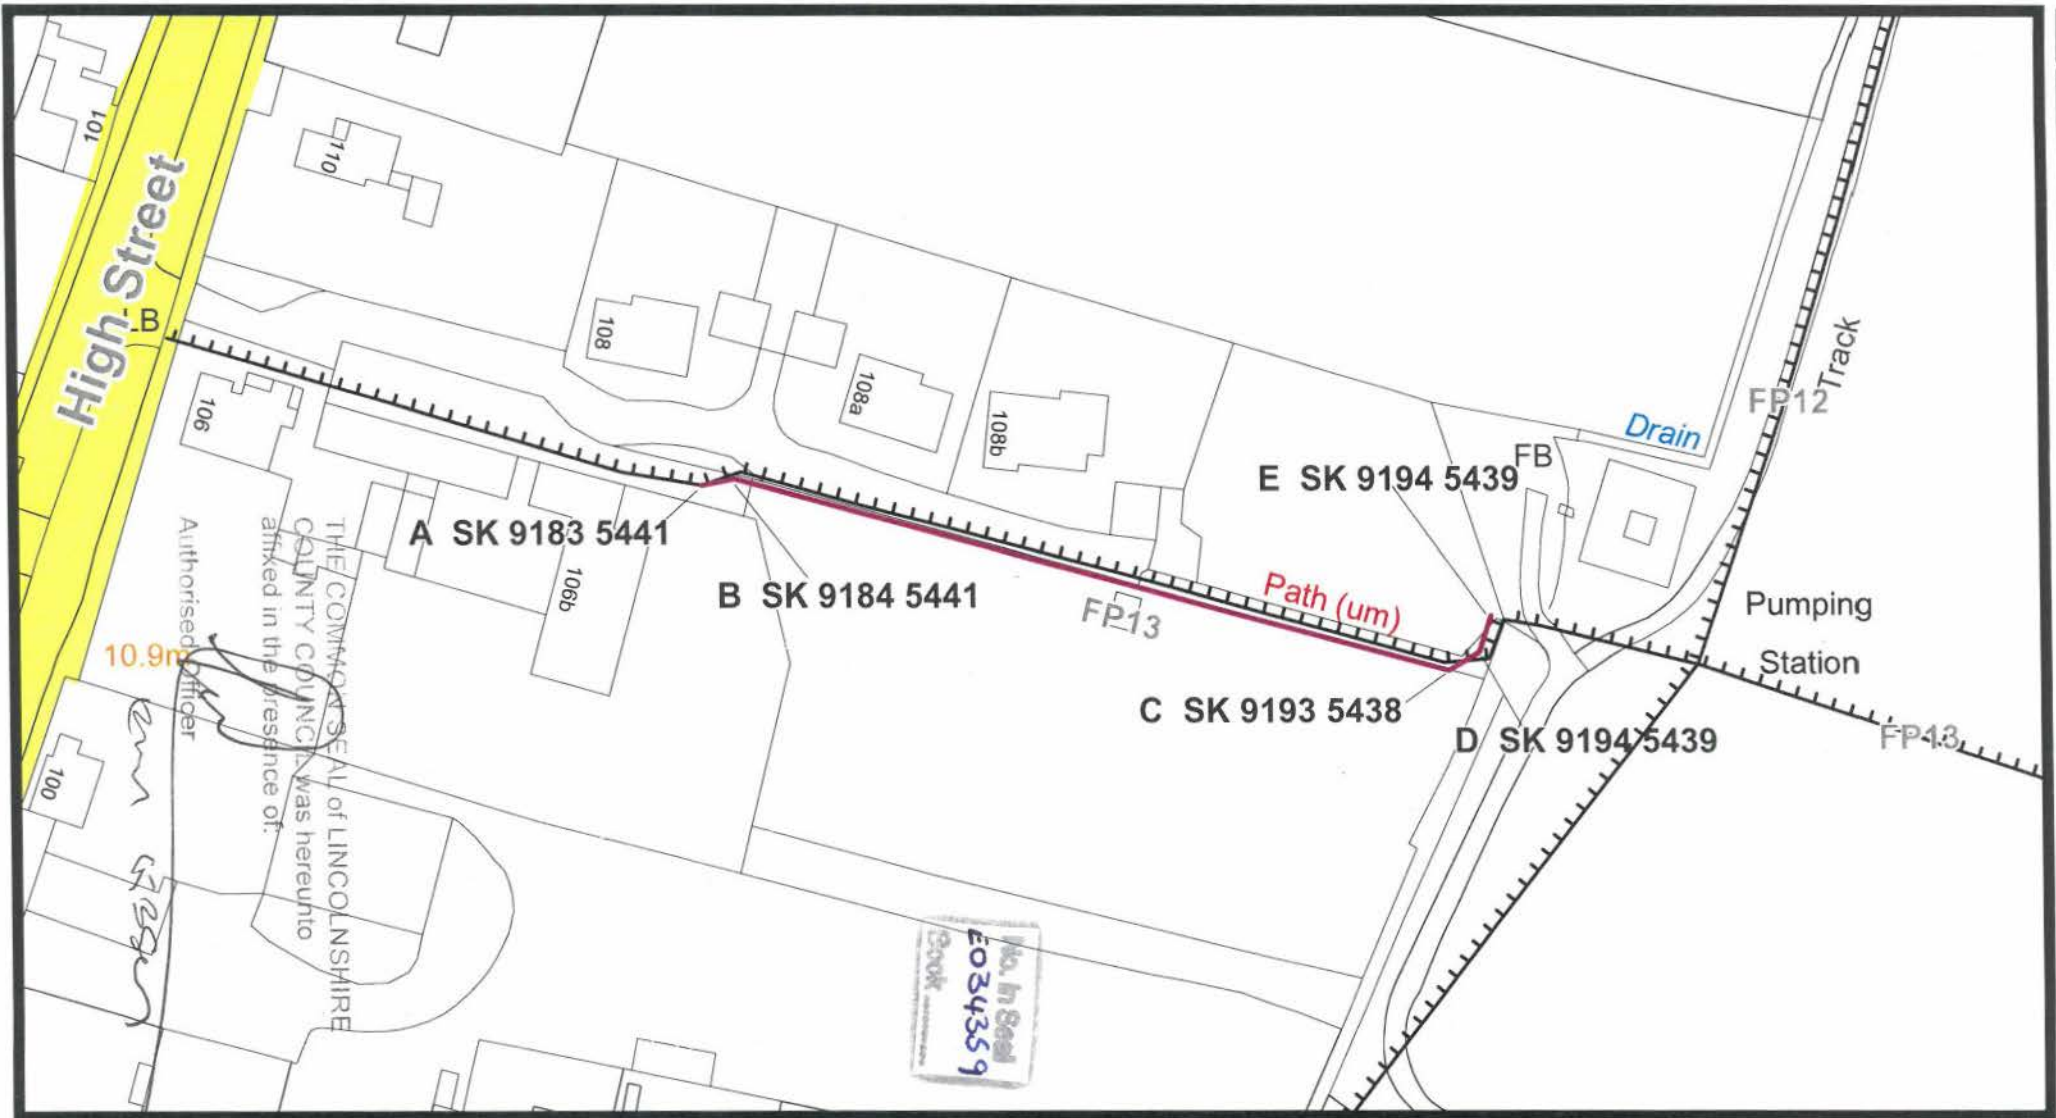 101
High Street
LB
110
108
108a
108b
106
106b
100
10.9m
A SK 9183 5441
B SK 9184 5441
C SK 9193 5438
D SK 9194 5439
E SK 9194 5439
FP13
Path (um)
FB
Drain
FP12
Track
Pumping
Station
FP13
THE COMMON SEAL of LINCOLNSHIRE
COUNTY COUNCIL was hereunto
affixed in the presence of:
Authorised Officer
No. In Seal
E034359
Book